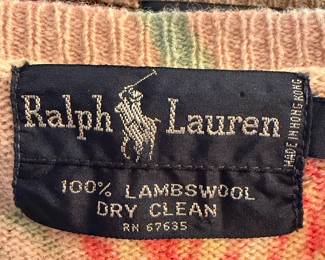 Ralph Lauren
MADE IN HONG KONG
100% LAMBSWOOL
DRY CLEAN
RN 67635